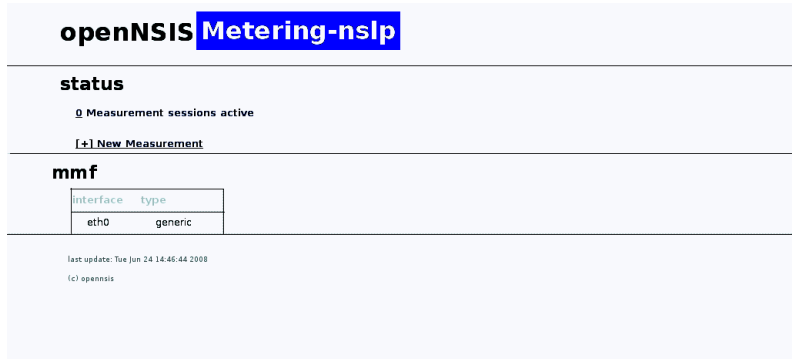 openNSIS Metering-nslp
status
0 Measurement sessions active
[+] New Measurement
mmf
interface type
eth0 generic
last update: Tue Jun 24 14:46:44 2008
(c) opennsis